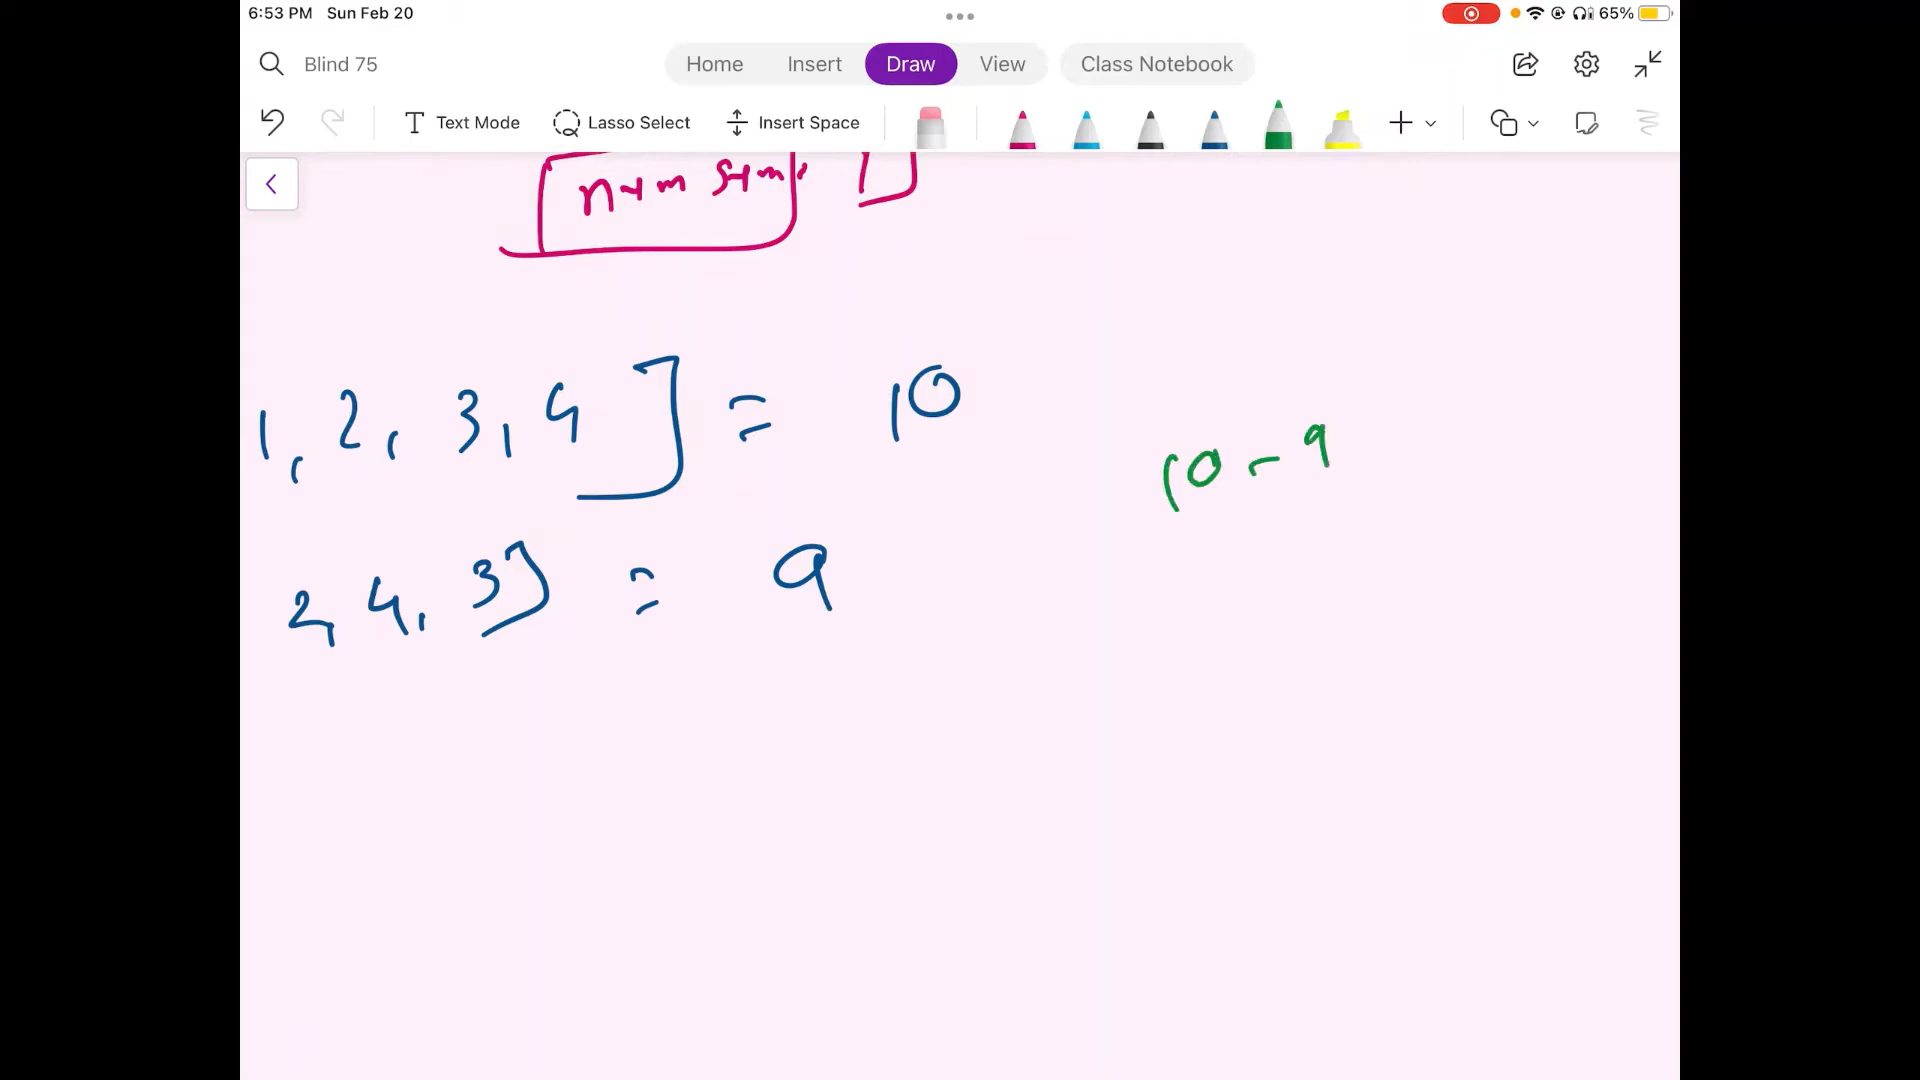 6:53 PM Sun Feb 20
65%
Blind 75
Home Insert Draw View Class Notebook
Text Mode Lasso Select Insert Space
n+m
1, 2, 3, 4] = 10
10 - 9
2, 4, 3] = 9